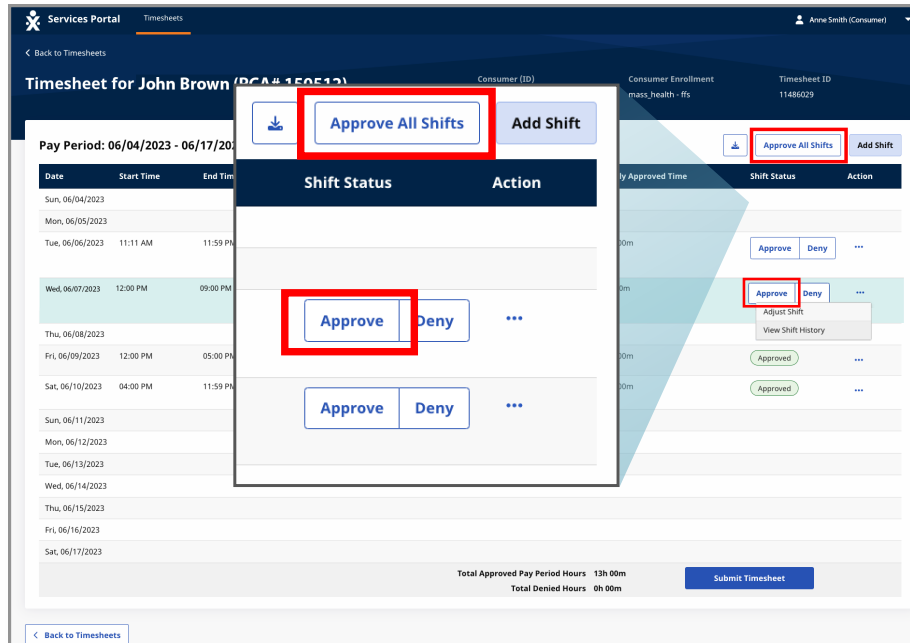 Services Portal Timesheets Anne Smith (Consumer)
Back to Timesheets
Timesheet for John Brown (PCA# 150512) Consumer (ID) Consumer Enrollment Timesheet ID
mass_health - ffs 11486029
Pay Period: 06/04/2023 - 06/17/202 Approve All Shifts Add Shift
Date Start Time End Tim Approved Time Shift Status Action
Approve All Shifts Add Shift
Shift Status Action
Approve Deny
Approve Deny
Sun, 06/04/2023
Mon, 06/05/2023
Tue, 06/06/2023 11:11 AM 11:59 PM Approve Deny
Wed, 06/07/2023 12:00 PM 09:00 PM Approve Deny
Adjust Shift
View Shift History
Thu, 06/08/2023
Fri, 06/09/2023 12:00 PM 05:00 PM Approved
Sat, 06/10/2023 04:00 PM 11:59 PM Approved
Sun, 06/11/2023
Mon, 06/12/2023
Tue, 06/13/2023
Wed, 06/14/2023
Thu, 06/15/2023
Fri, 06/16/2023
Sat, 06/17/2023
Total Approved Pay Period Hours 13h 00m Submit Timesheet
Total Denied Hours 0h 00m
Back to Timesheets